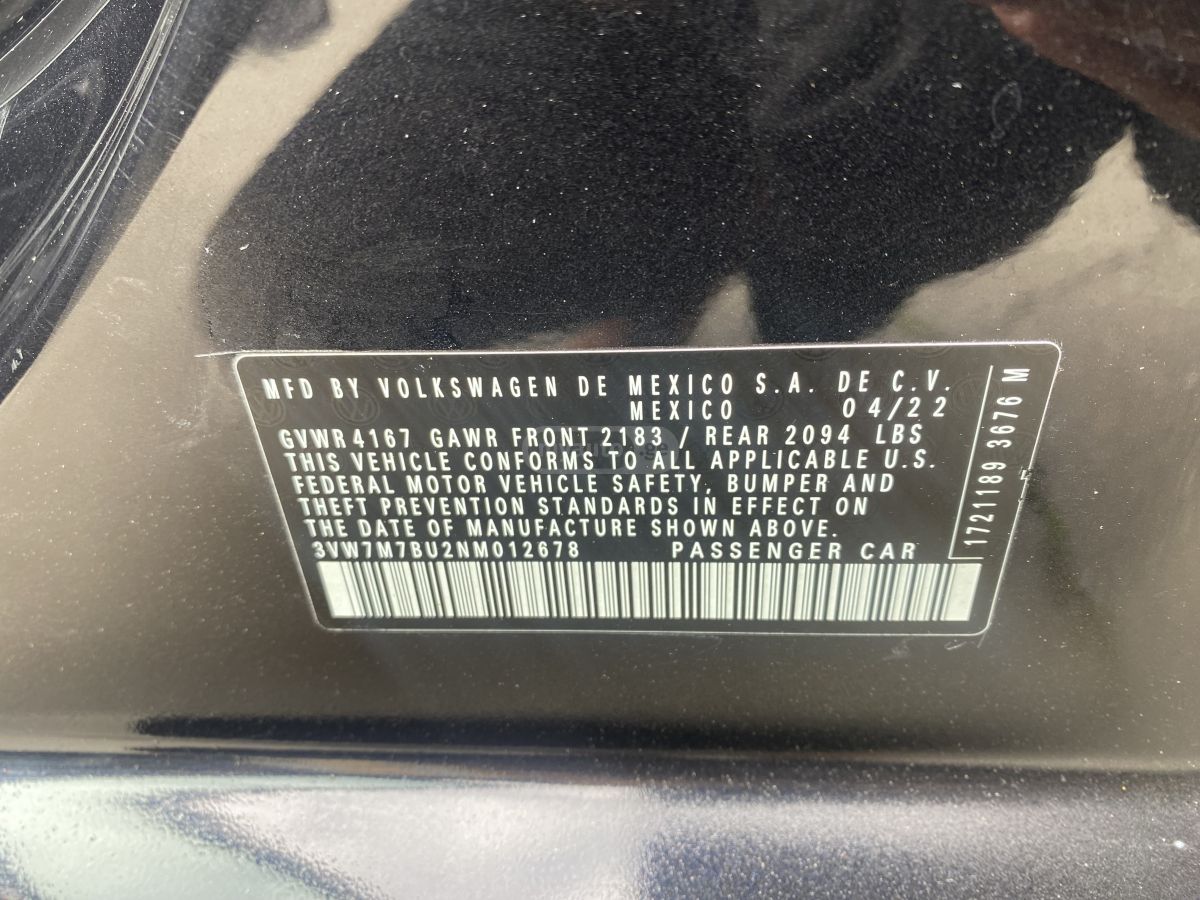 MFD BY VOLKSWAGEN DE MEXICO S.A. DE C.V.
MEXICO 04/22
GVWR 4167 GAWR FRONT 2183 / REAR 2094 LBS
THIS VEHICLE CONFORMS TO ALL APPLICABLE U.S.
FEDERAL MOTOR VEHICLE SAFETY, BUMPER AND
THEFT PREVENTION STANDARDS IN EFFECT ON
THE DATE OF MANUFACTURE SHOWN ABOVE.
3VW7M7BU2NM012678 PASSENGER CAR
1721189 3676 M